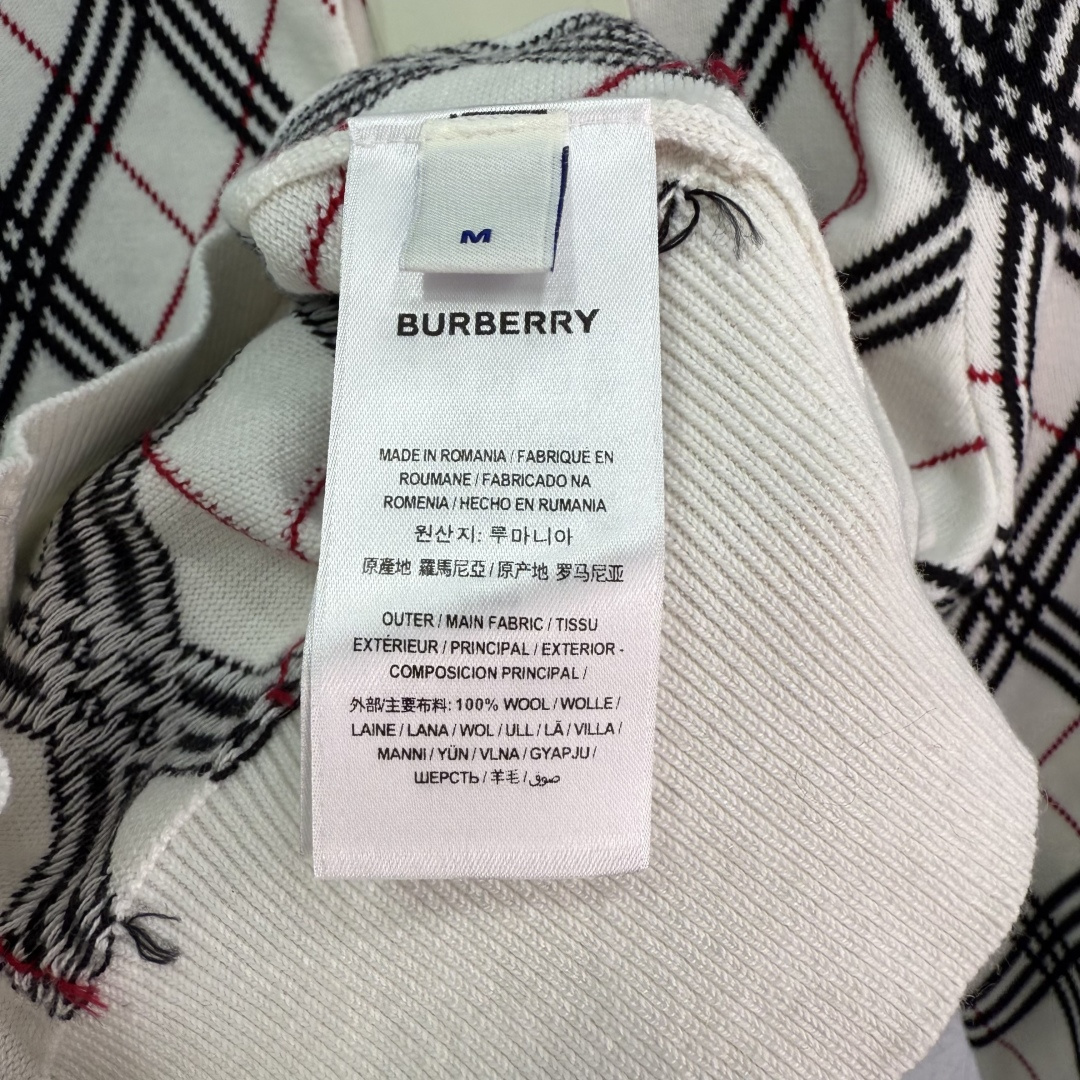 M
BURBERRY
MADE IN ROMANIA / FABRIQUE EN
ROUMANE / FABRICADO NA
ROMENIA / HECHO EN RUMANIA
원산지: 루마니아
原產地 羅馬尼亞 / 原产地 罗马尼亚
OUTER / MAIN FABRIC / TISSU
EXTÉRIEUR / PRINCIPAL / EXTERIOR -
COMPOSICION PRINCIPAL /
外部/主要布料: 100% WOOL / WOLLE /
LAINE / LANA / WOL / ULL / LÃ / VILLA /
MANNI / YÜN / VLNA / GYAPJU /
ШЕРСТЬ / 羊毛 / صوف